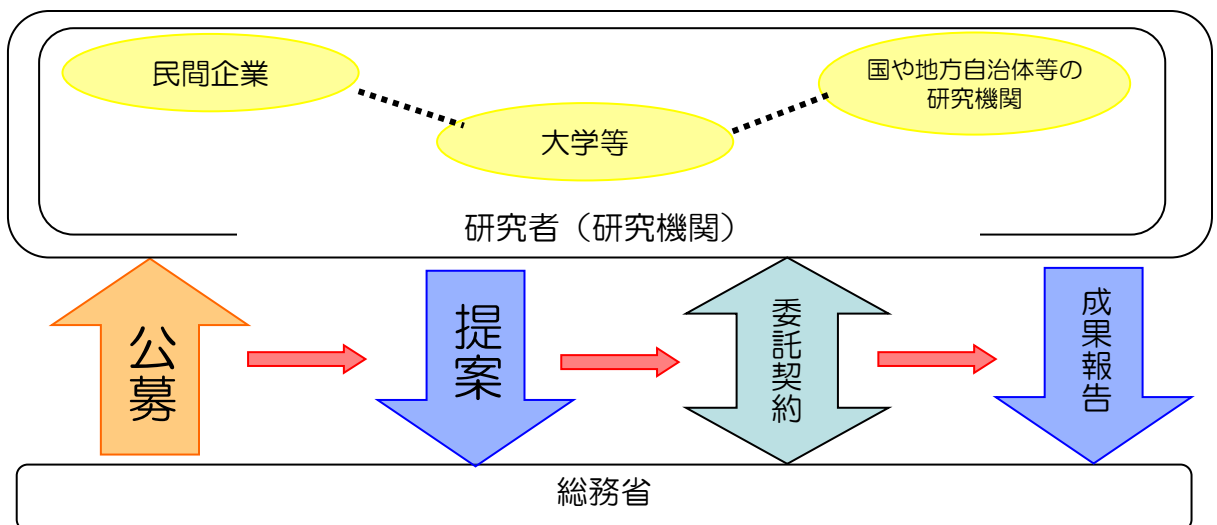 民間企業
国や地方自治体等の
研究機関
大学等
研究者（研究機関）
公募
提案
委託契約
成果報告
総務省